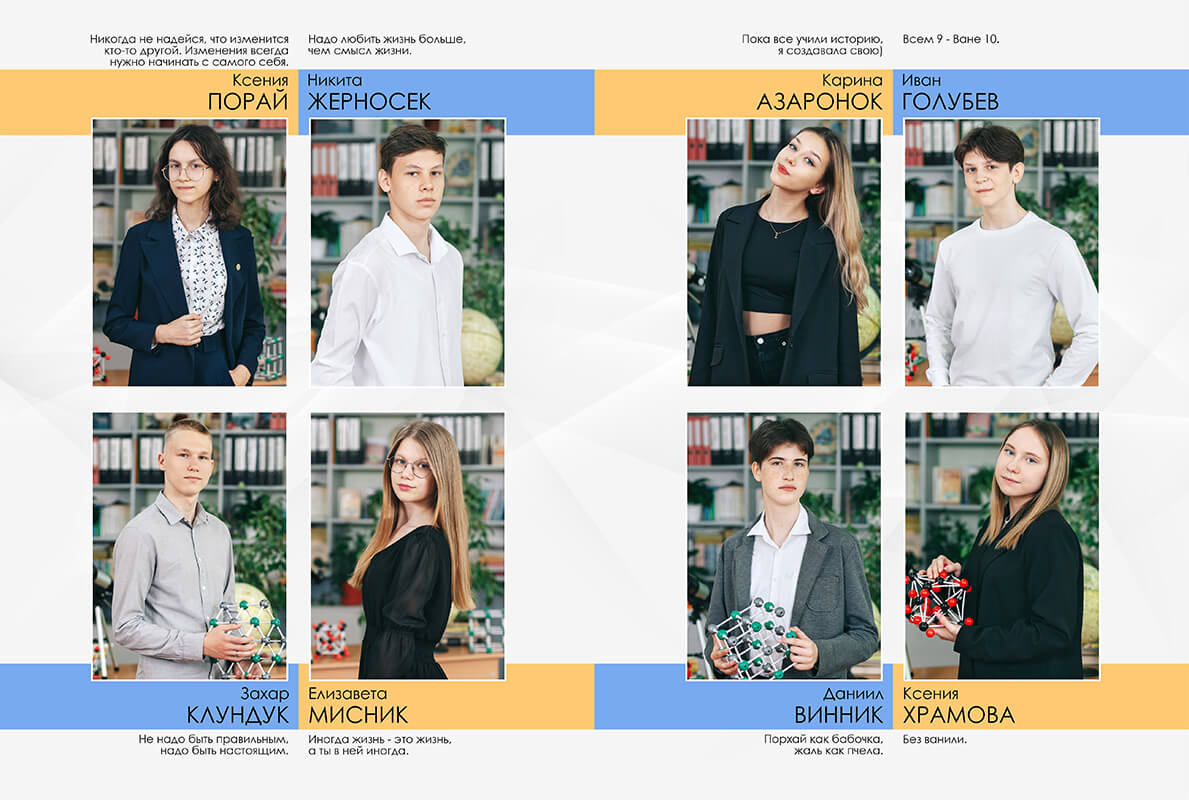 Никогда не надейся, что изменится
кто-то другой. Изменения всегда
нужно начинать с самого себя.
Ксения
ПОРАЙ
Надо любить жизнь больше,
чем смысл жизни.
Никита
ЖЕРНОСЕК
Пока все учили историю,
я создавала свою)
Карина
АЗАРОНОК
Всем 9 - Ване 10.
Иван
ГОЛУБЕВ
Захар
КЛУНДУК
Не надо быть правильным,
надо быть настоящим.
Елизавета
МИСНИК
Иногда жизнь - это жизнь,
а ты в ней иногда.
Даниил
ВИННИК
Порхай как бабочка,
жаль как пчела.
Ксения
ХРАМОВА
Без ванили.